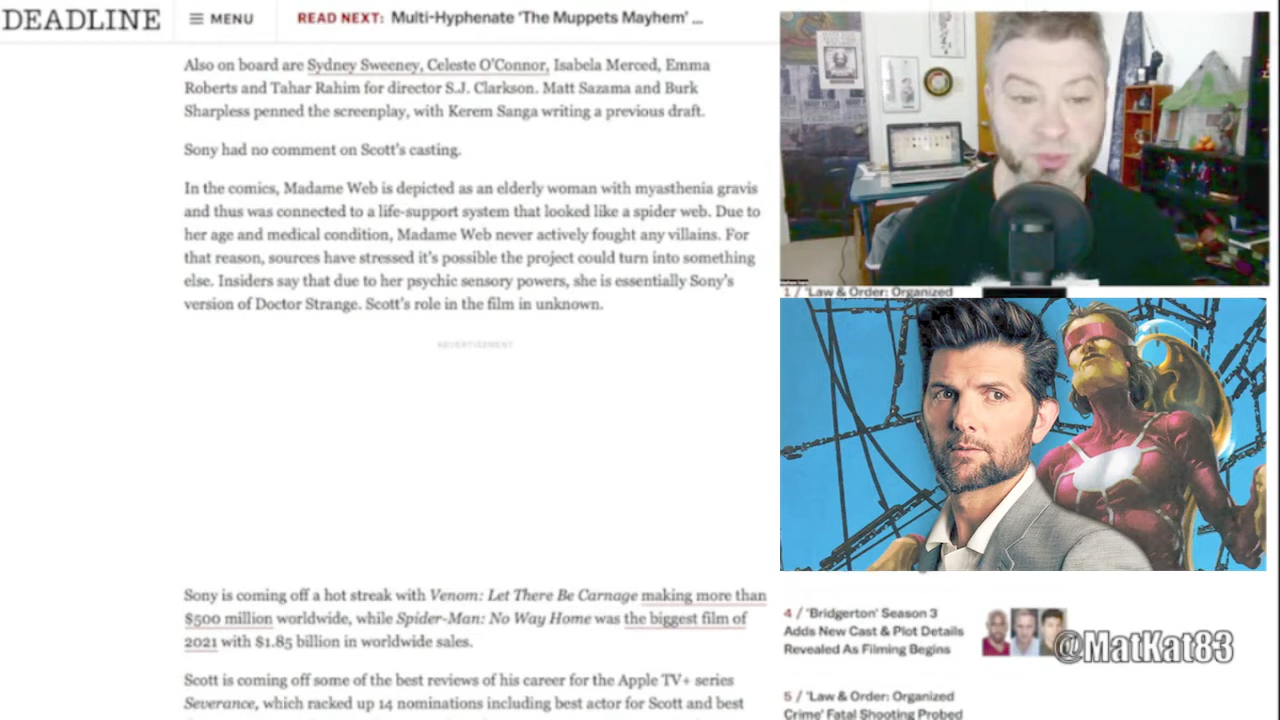 DEADLINE
MENU
READ NEXT: Multi-Hyphenate 'The Muppets Mayhem' ...
Also on board are Sydney Sweeney, Celeste O'Connor, Isabela Merced, Emma
Roberts and Tahar Rahim for director S.J. Clarkson. Matt Sazama and Burk
Sharpless penned the screenplay, with Kerem Sanga writing a previous draft.
Sony had no comment on Scott's casting.
In the comics, Madame Web is depicted as an elderly woman with myasthenia gravis
and thus was connected to a life-support system that looked like a spider web. Due to
her age and medical condition, Madame Web never actively fought any villains. For
that reason, sources have stressed it's possible the project could turn into something
else. Insiders say that due to her psychic sensory powers, she is essentially Sony's
version of Doctor Strange. Scott's role in the film in unknown.
ADVERTISEMENT
Sony is coming off a hot streak with Venom: Let There Be Carnage making more than
$500 million worldwide, while Spider-Man: No Way Home was the biggest film of
2021 with $1.85 billion in worldwide sales.
Scott is coming off some of the best reviews of his career for the Apple TV+ series
Severance, which racked up 14 nominations including best actor for Scott and best
1 / 'Law & Order: Organized
4 / 'Bridgerton' Season 3
Adds New Cast & Plot Details
Revealed As Filming Begins
@MatKat83
5 / 'Law & Order: Organized
Crime' Fatal Shooting Probed